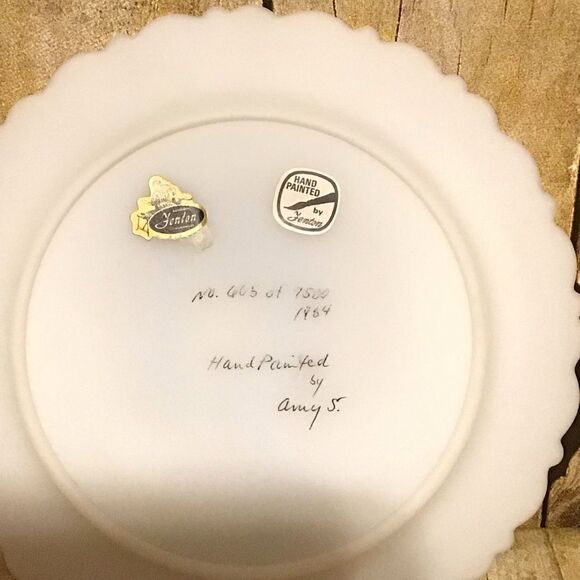 Fenton
HAND
PAINTED
by
Fenton
No. 603 of 7500
1984
Hand Painted
by
Amy S.